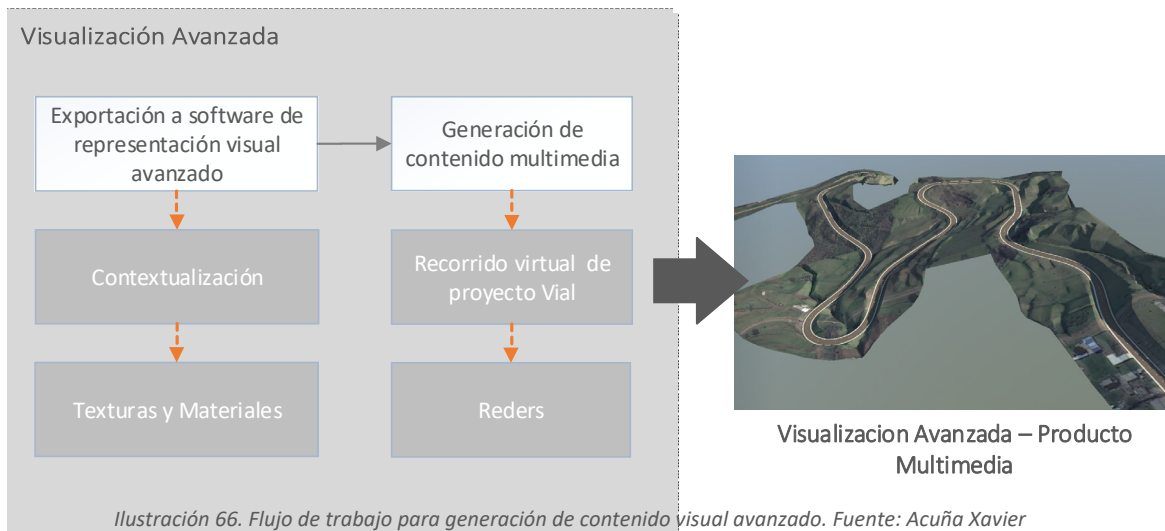 Visualización Avanzada
Exportación a software de
representación visual
avanzado
Generación de
contenido multimedia
Contextualización
Recorrido virtual de
proyecto Vial
Texturas y Materiales
Reders
Visualizacion Avanzada – Producto
Multimedia
Ilustración 66. Flujo de trabajo para generación de contenido visual avanzado. Fuente: Acuña Xavier